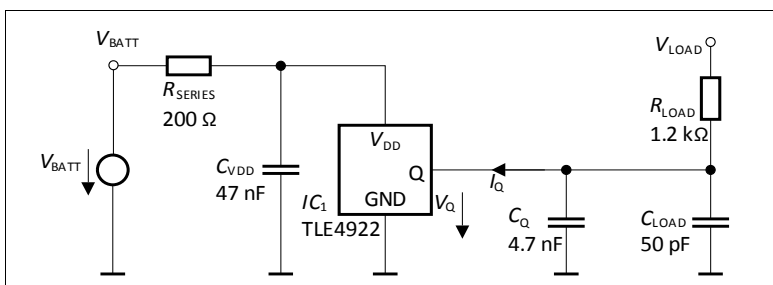 V_BATT
R_SERIES
200 Ω
V_LOAD
R_LOAD
1.2 kΩ
V_BATT
C_VDD
47 nF
V_DD
Q
GND
IC_1
TLE4922
I_Q
V_Q
C_Q
4.7 nF
C_LOAD
50 pF